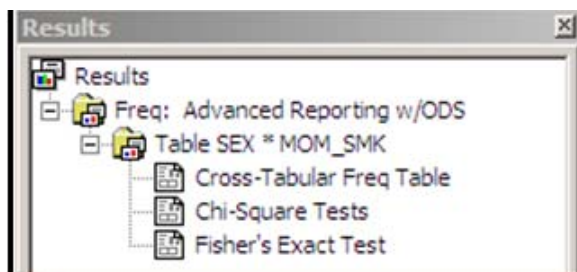 Results
Results
Freq: Advanced Reporting w/ODS
Table SEX * MOM_SMK
Cross-Tabular Freq Table
Chi-Square Tests
Fisher's Exact Test